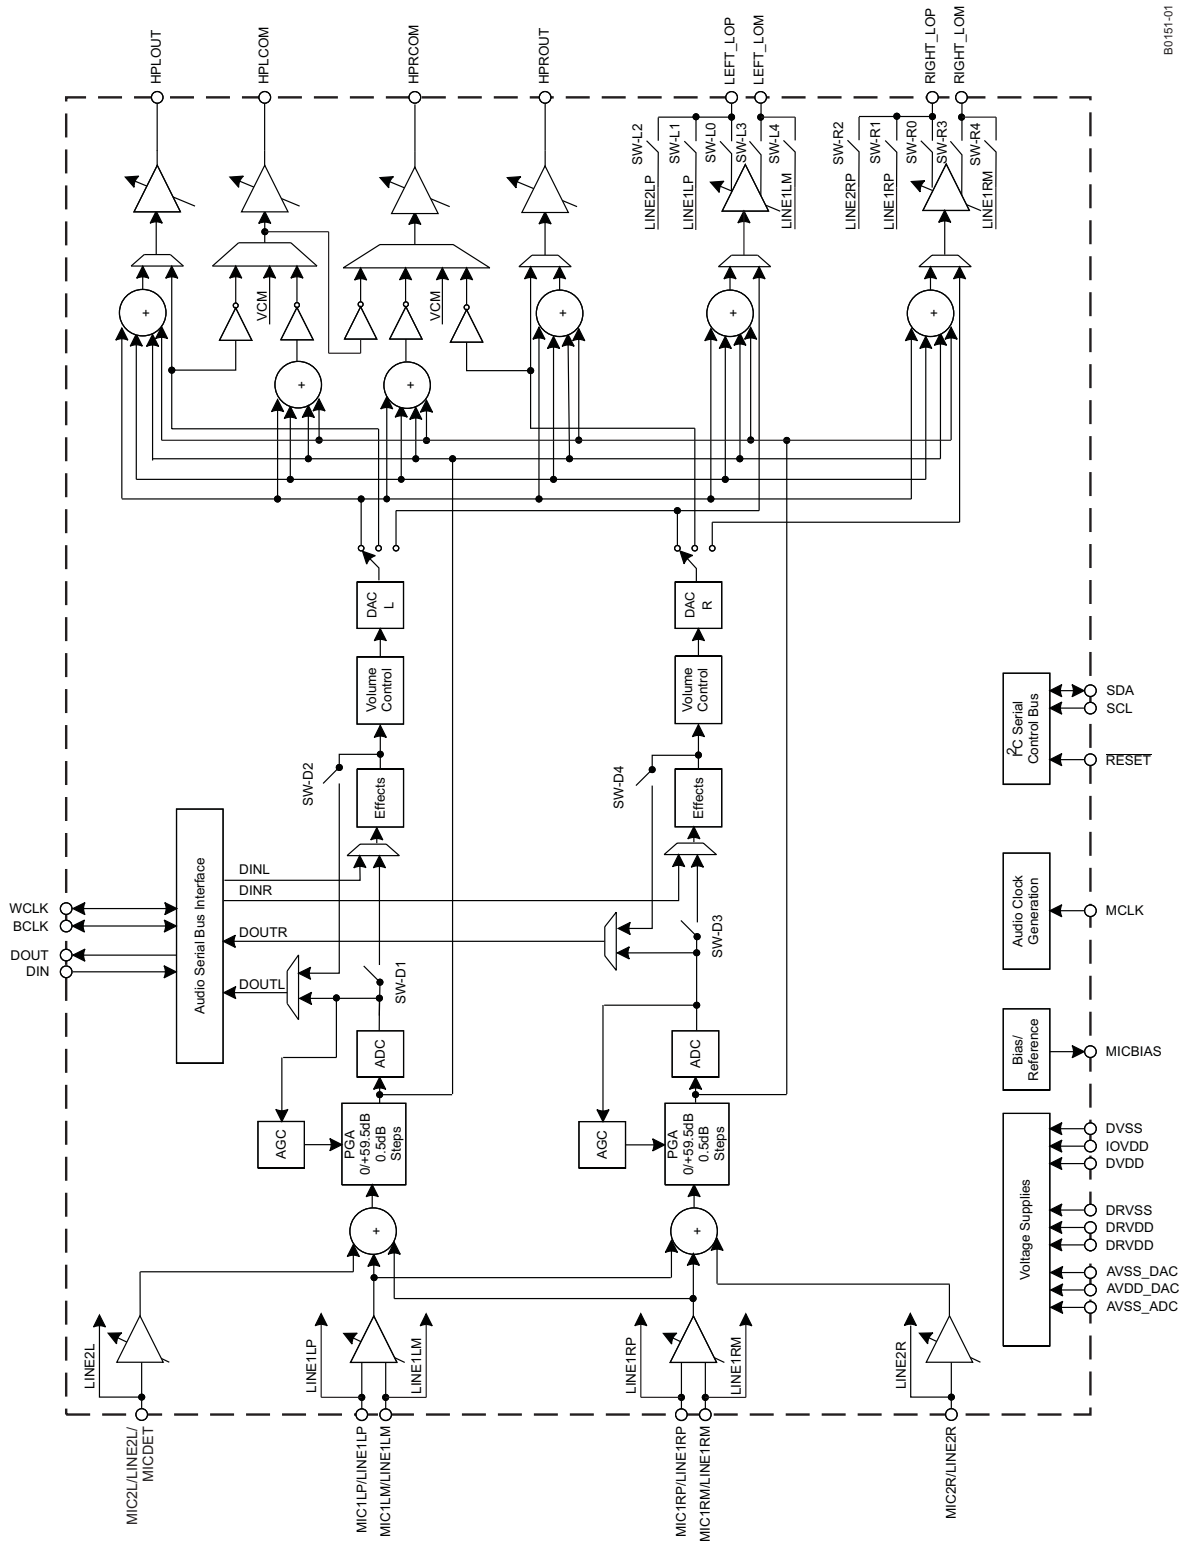 B0151-01
HPLOUT
HPLCOM
HPRCOM
HPROUT
LEFT_LOP
LEFT_LOM
RIGHT_LOP
RIGHT_LOM
SW-L2
SW-L1
SW-L0
SW-L3
SW-L4
SW-R2
SW-R1
SW-R0
SW-R3
SW-R4
LINE2LP
LINE1LP
LINE1LM
LINE2RP
LINE1RP
LINE1RM
VCM
VCM
+
+
+
+
+
+
DAC
L
DAC
R
Volume
Control
Volume
Control
SW-D2
SW-D4
Effects
Effects
I2C Serial
Control Bus
SDA
SCL
RESET
WCLK
BCLK
DOUT
DIN
Audio Serial Bus Interface
DINL
DINR
DOUTR
DOUTL
SW-D1
SW-D3
Audio Clock
Generation
MCLK
ADC
ADC
Bias/
Reference
MICBIAS
AGC
PGA
0/+59.5dB
0.5dB
Steps
AGC
PGA
0/+59.5dB
0.5dB
Steps
+
+
Voltage Supplies
DVSS
IOVDD
DVDD
DRVSS
DRVDD
DRVDD
AVSS_DAC
AVDD_DAC
AVSS_ADC
LINE2L
LINE1LP
LINE1LM
LINE1RP
LINE1RM
LINE2R
MIC2L/LINE2L/
MICDET
MIC1LP/LINE1LP
MIC1LM/LINE1LM
MIC1RP/LINE1RP
MIC1RM/LINE1RM
MIC2R/LINE2R